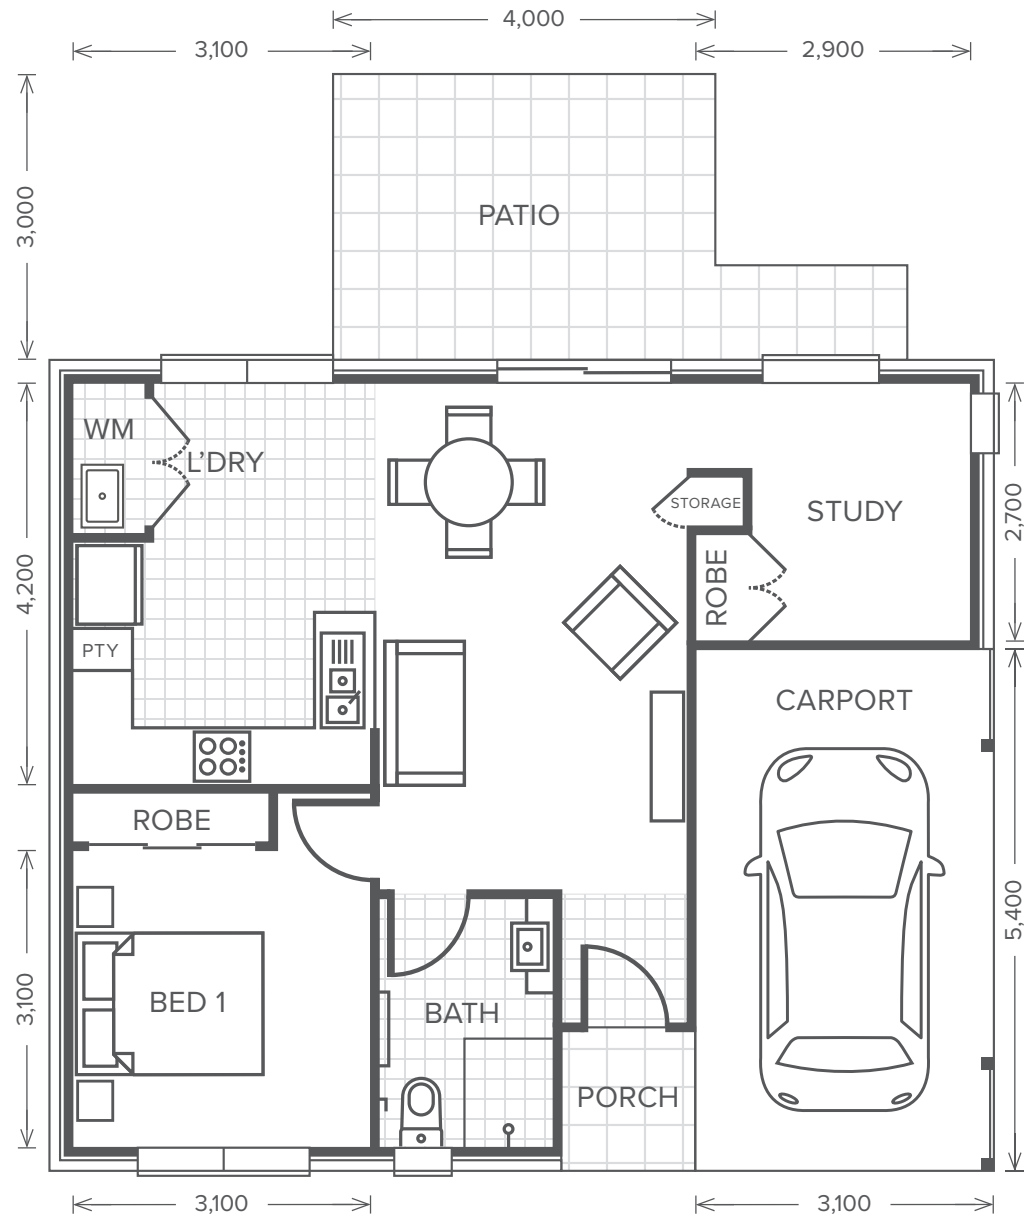 4,000
3,100
2,900
3,000
PATIO
WM
L'DRY
STORAGE
STUDY
2,700
4,200
ROBE
PTY
CARPORT
ROBE
5,400
3,100
BED 1
BATH
PORCH
3,100
3,100